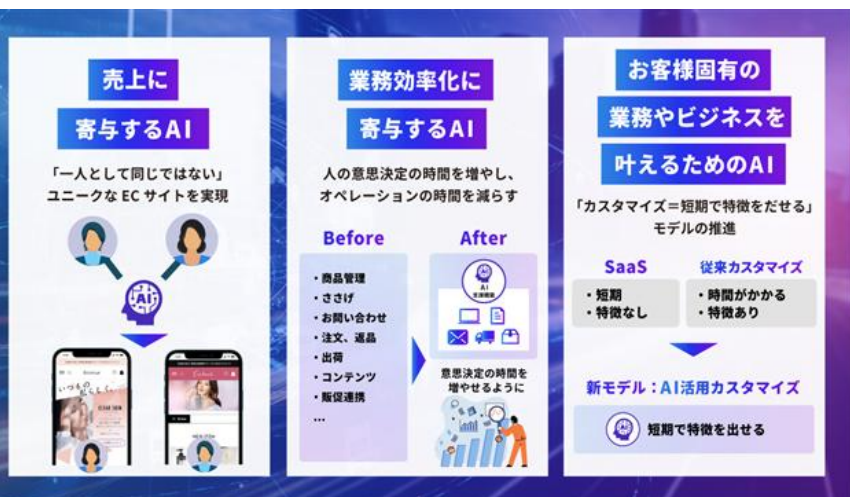 売上に
寄与するAI
「一人として同じではない」
ユニークな EC サイトを実現
AI
いつもの
業務効率化に
寄与するAI
人の意思決定の時間を増やし、
オペレーションの時間を減らす
Before
・商品管理
・ささげ
・お問い合わせ
・注文、返品
・出荷
・コンテンツ
・販促連携
…
After
AI
支援機能
意思決定の時間を
増やせるように
お客様固有の
業務やビジネスを
叶えるためのAI
「カスタマイズ＝短期で特徴をだせる」
モデルの推進
SaaS
・短期
・特徴なし
従来カスタマイズ
・時間がかかる
・特徴あり
新モデル：AI活用カスタマイズ
短期で特徴を出せる